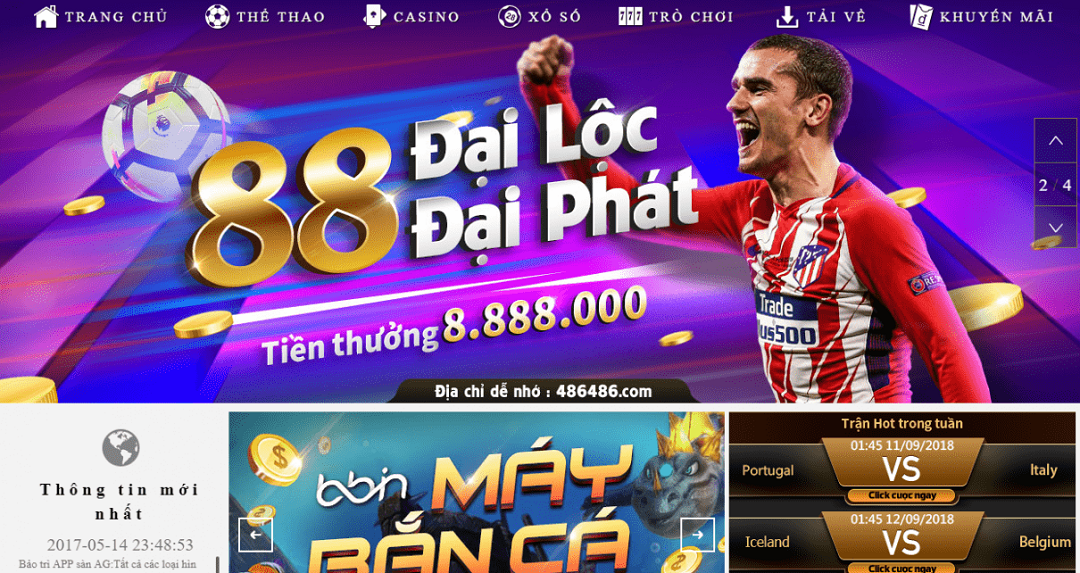 TRANG CHỦ
THỂ THAO
CASINO
XỔ SỐ
TRÒ CHƠI
TẢI VỀ
KHUYẾN MÃI
88
Đại Lộc
Đại Phát
Tiền thưởng 8.888.000
2 / 4
Trade
lus500
Địa chỉ dễ nhớ : 486486.com
Thông tin mới
nhất
2017-05-14 23:48:53
Bảo trì APP sàn AG:Tất cả các loại hìn
bbin MÁY
BẮN CÁ
Trận Hot trong tuần
01:45 11/09/2018
Portugal VS Italy
Click cược ngay
01:45 12/09/2018
Iceland VS Belgium
Click cược ngay